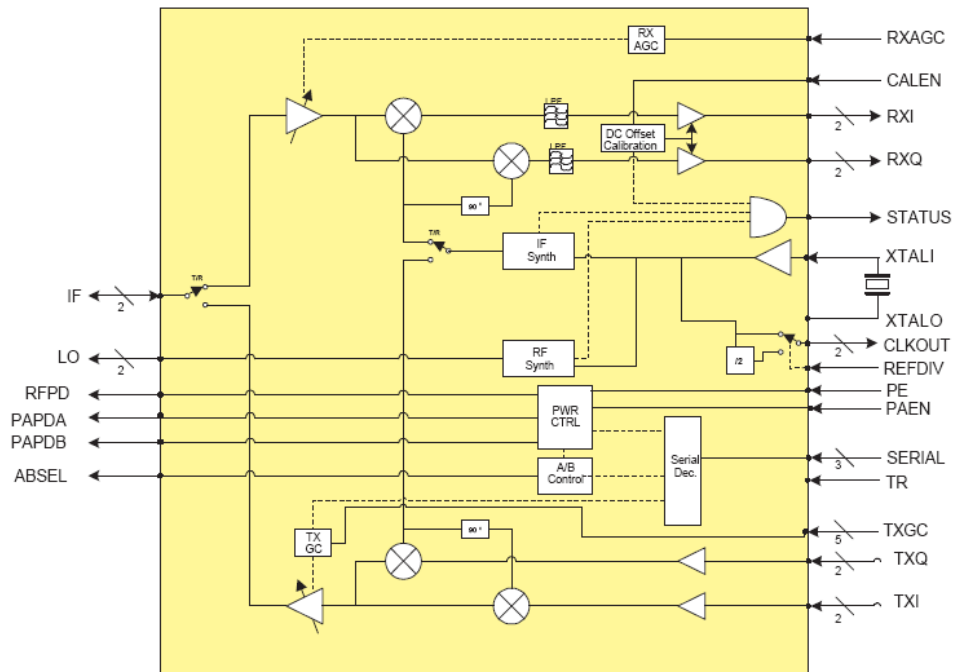 RX
AGC
RXAGC
CALEN
LPF
DC Offset
Calibration
2
RXI
LPF
2
RXQ
90°
STATUS
T/R
IF
Synth
XTALI
T/R
IF
2
XTALO
/2
2
CLKOUT
LO
2
RF
Synth
REFDIV
RFPD
PE
PWR
CTRL
PAPDA
PAEN
PAPDB
Serial
Dec.
3
SERIAL
ABSEL
A/B
Control
TR
TX
GC
90°
5
TXGC
2
TXQ
2
TXI